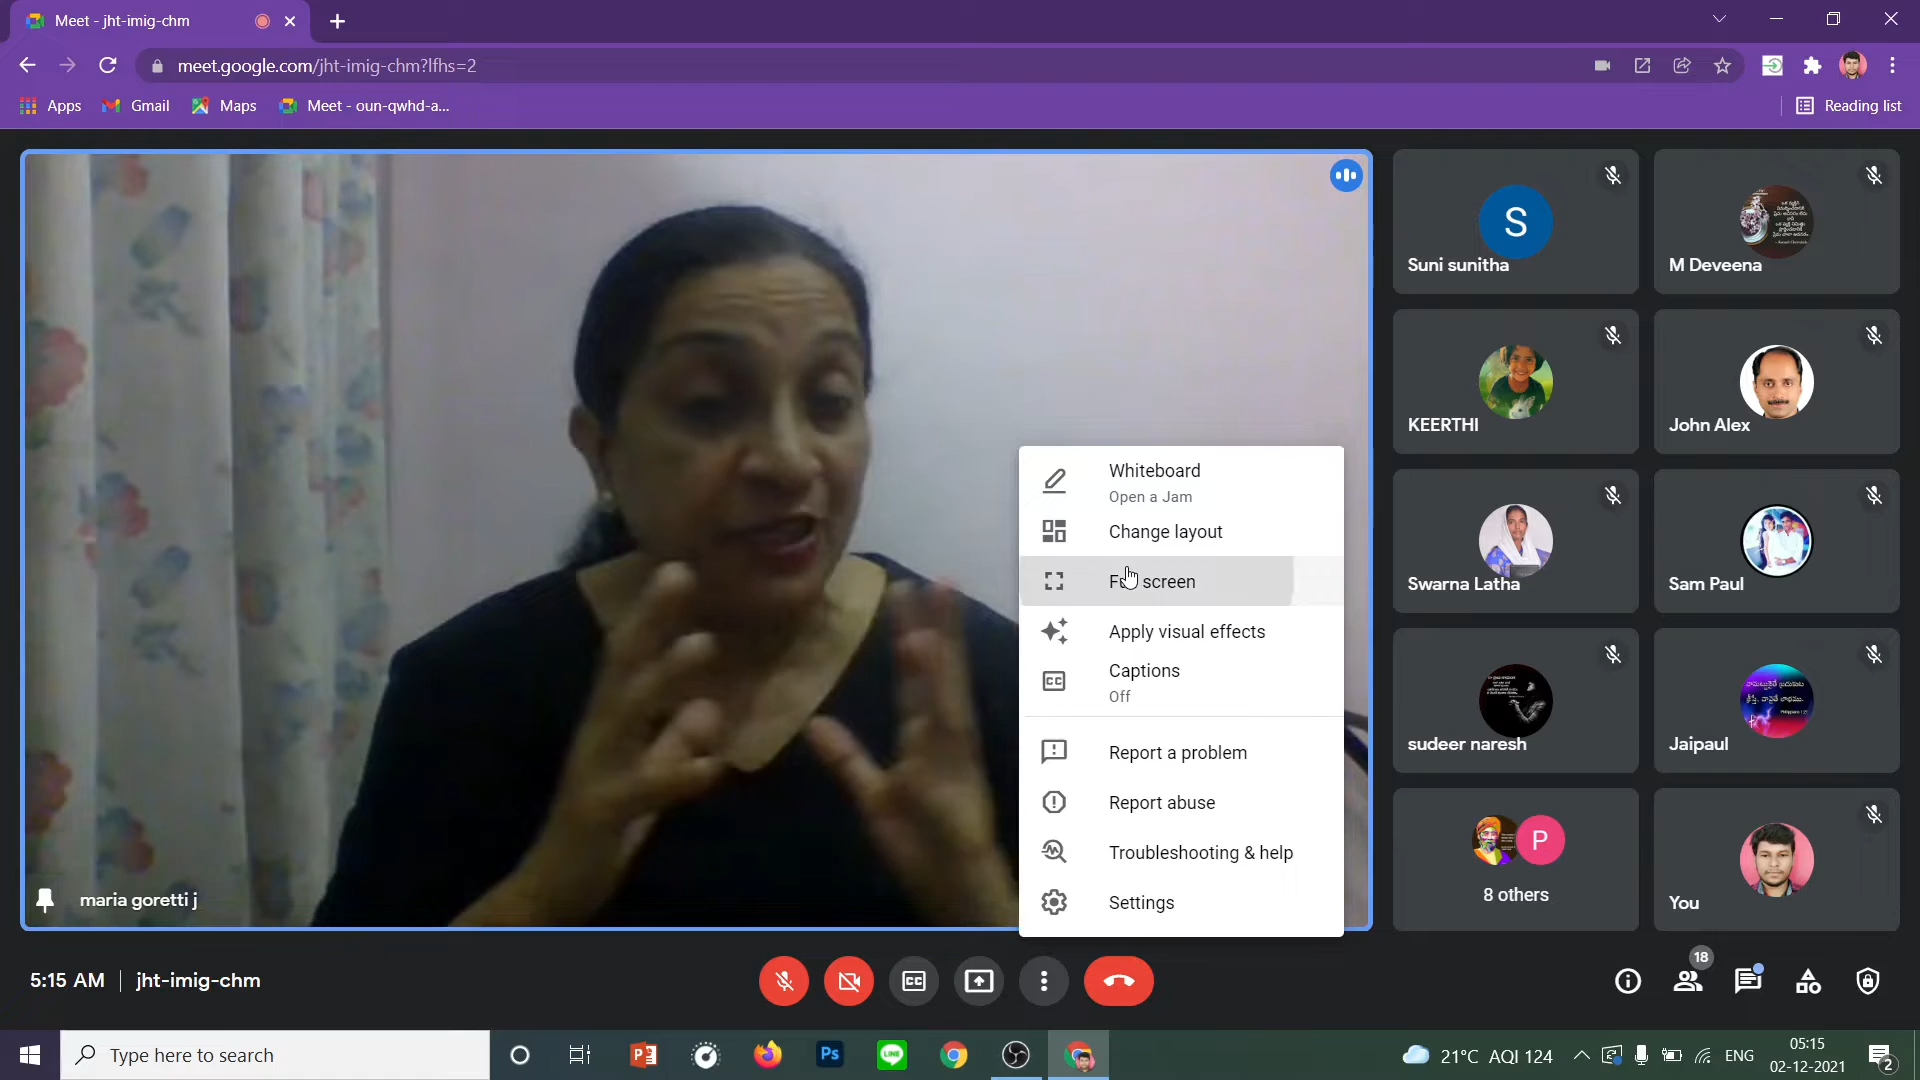 Meet - jht-imig-chm
meet.google.com/jht-imig-chm?lfhs=2
Apps
Gmail
Maps
Meet - oun-qwhd-a...
Reading list
S
Suni sunitha
M Deveena
KEERTHI
John Alex
Swarna Latha
Sam Paul
sudeer naresh
Jaipaul
P
8 others
You
Whiteboard
Open a Jam
Change layout
Full screen
Apply visual effects
Captions
Off
Report a problem
Report abuse
Troubleshooting & help
Settings
maria goretti j
5:15 AM
jht-imig-chm
18
Type here to search
Ps
LINE
21°C AQI 124
ENG
05:15
02-12-2021
2